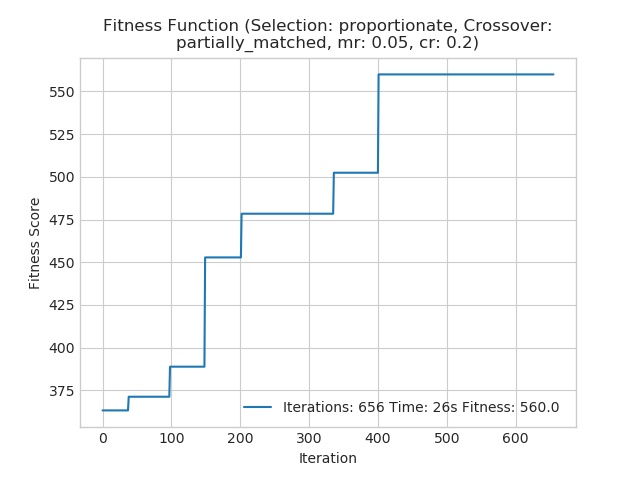 Fitness Function (Selection: proportionate, Crossover:
partially_matched, mr: 0.05, cr: 0.2)
Fitness Score
550
525
500
475
450
425
400
375
Iterations: 656 Time: 26s Fitness: 560.0
0 100 200 300 400 500 600
Iteration